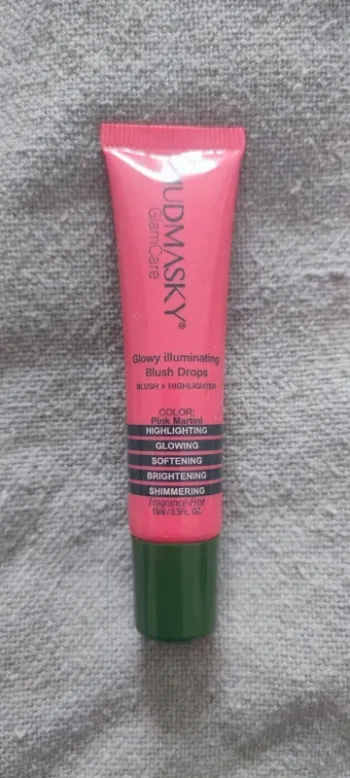 MUDMASKY®
GlamCare
Glowy illuminating
Blush Drops
BLUSH + HIGHLIGHTER
COLOR:
Pink Martini
HIGHLIGHTING
GLOWING
SOFTENING
BRIGHTENING
SHIMMERING
Fragrance-Free
15ml / 0.5FL. OZ.